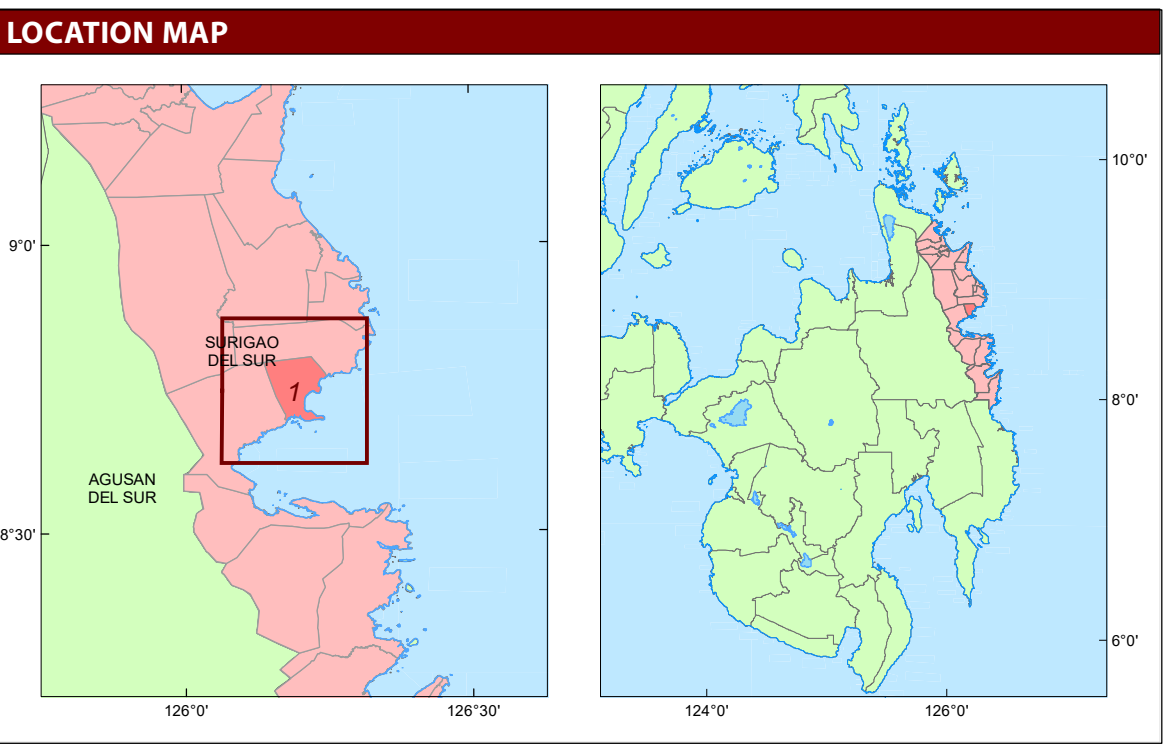 LOCATION MAP
9°0'
SURIGAO
DEL SUR
1
AGUSAN
DEL SUR
8°30'
126°0'
126°30'
10°0'
8°0'
6°0'
124°0'
126°0'